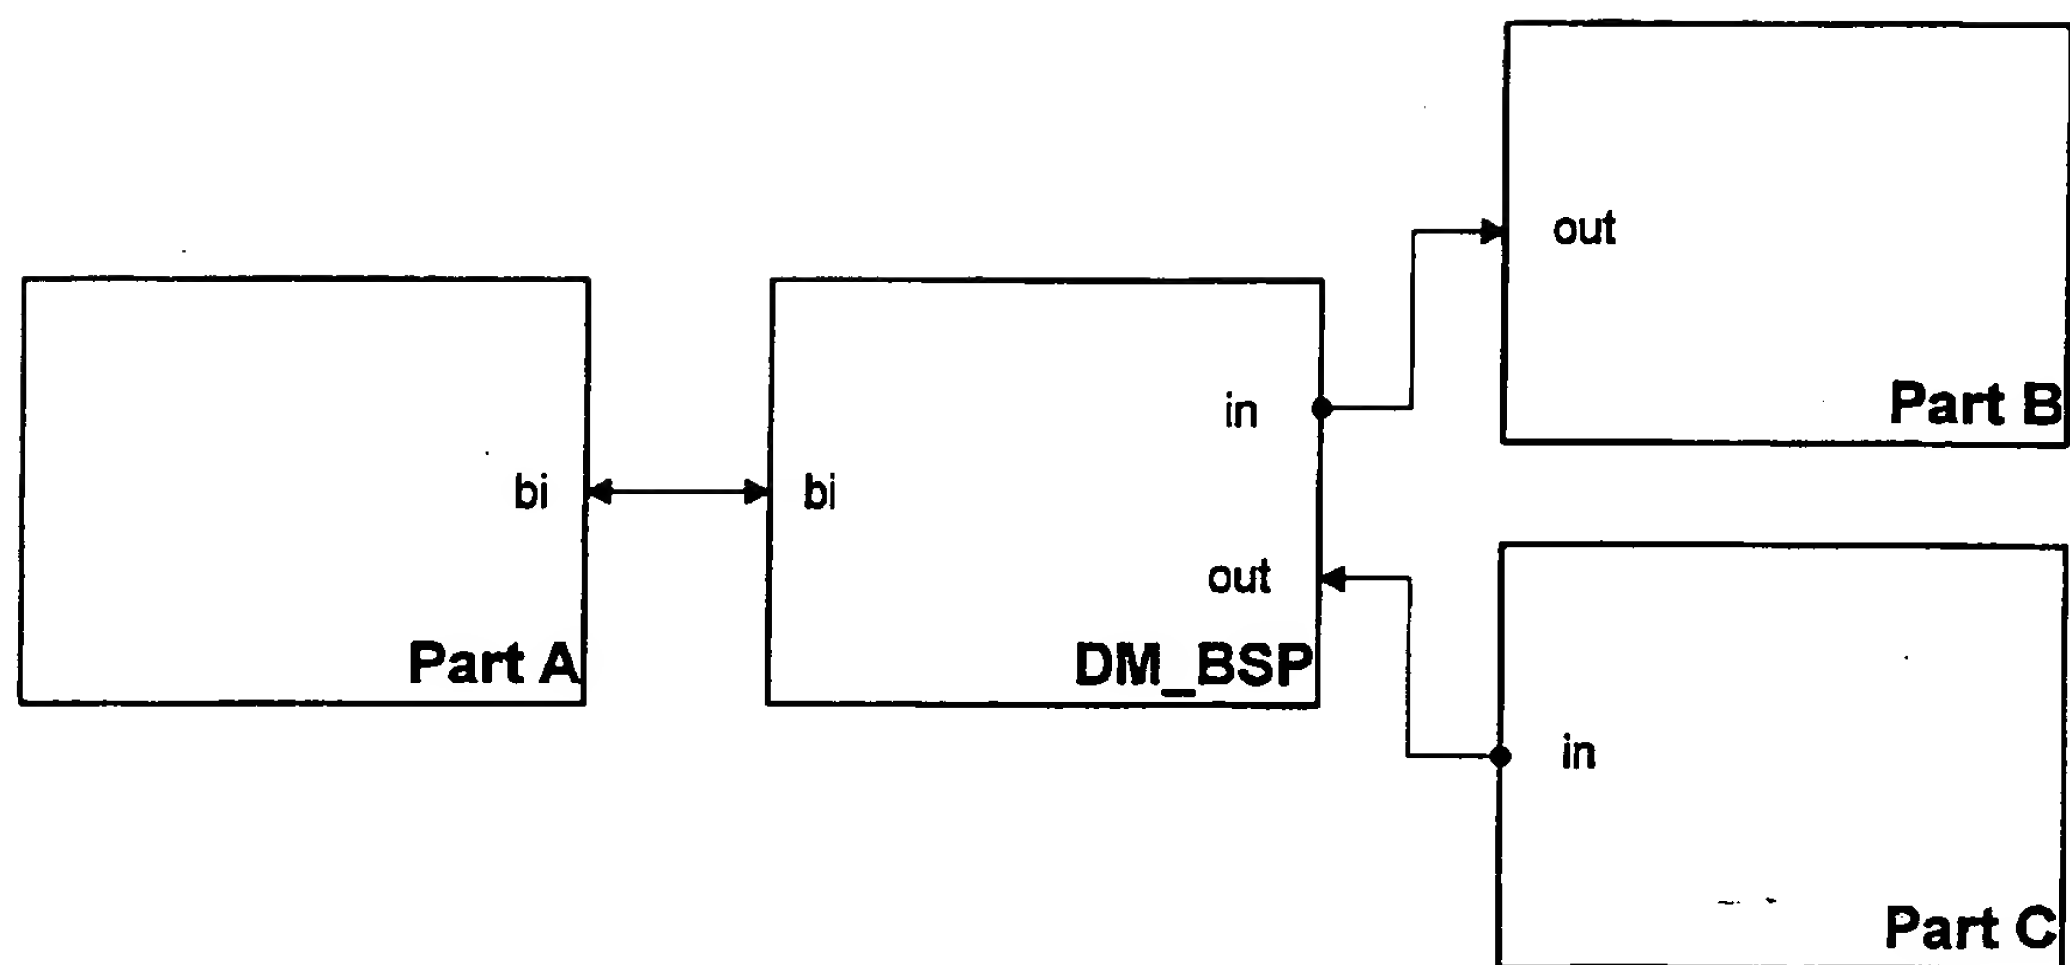 bi
Part A
bi
in
out
DM_BSP
out
Part B
in
Part C